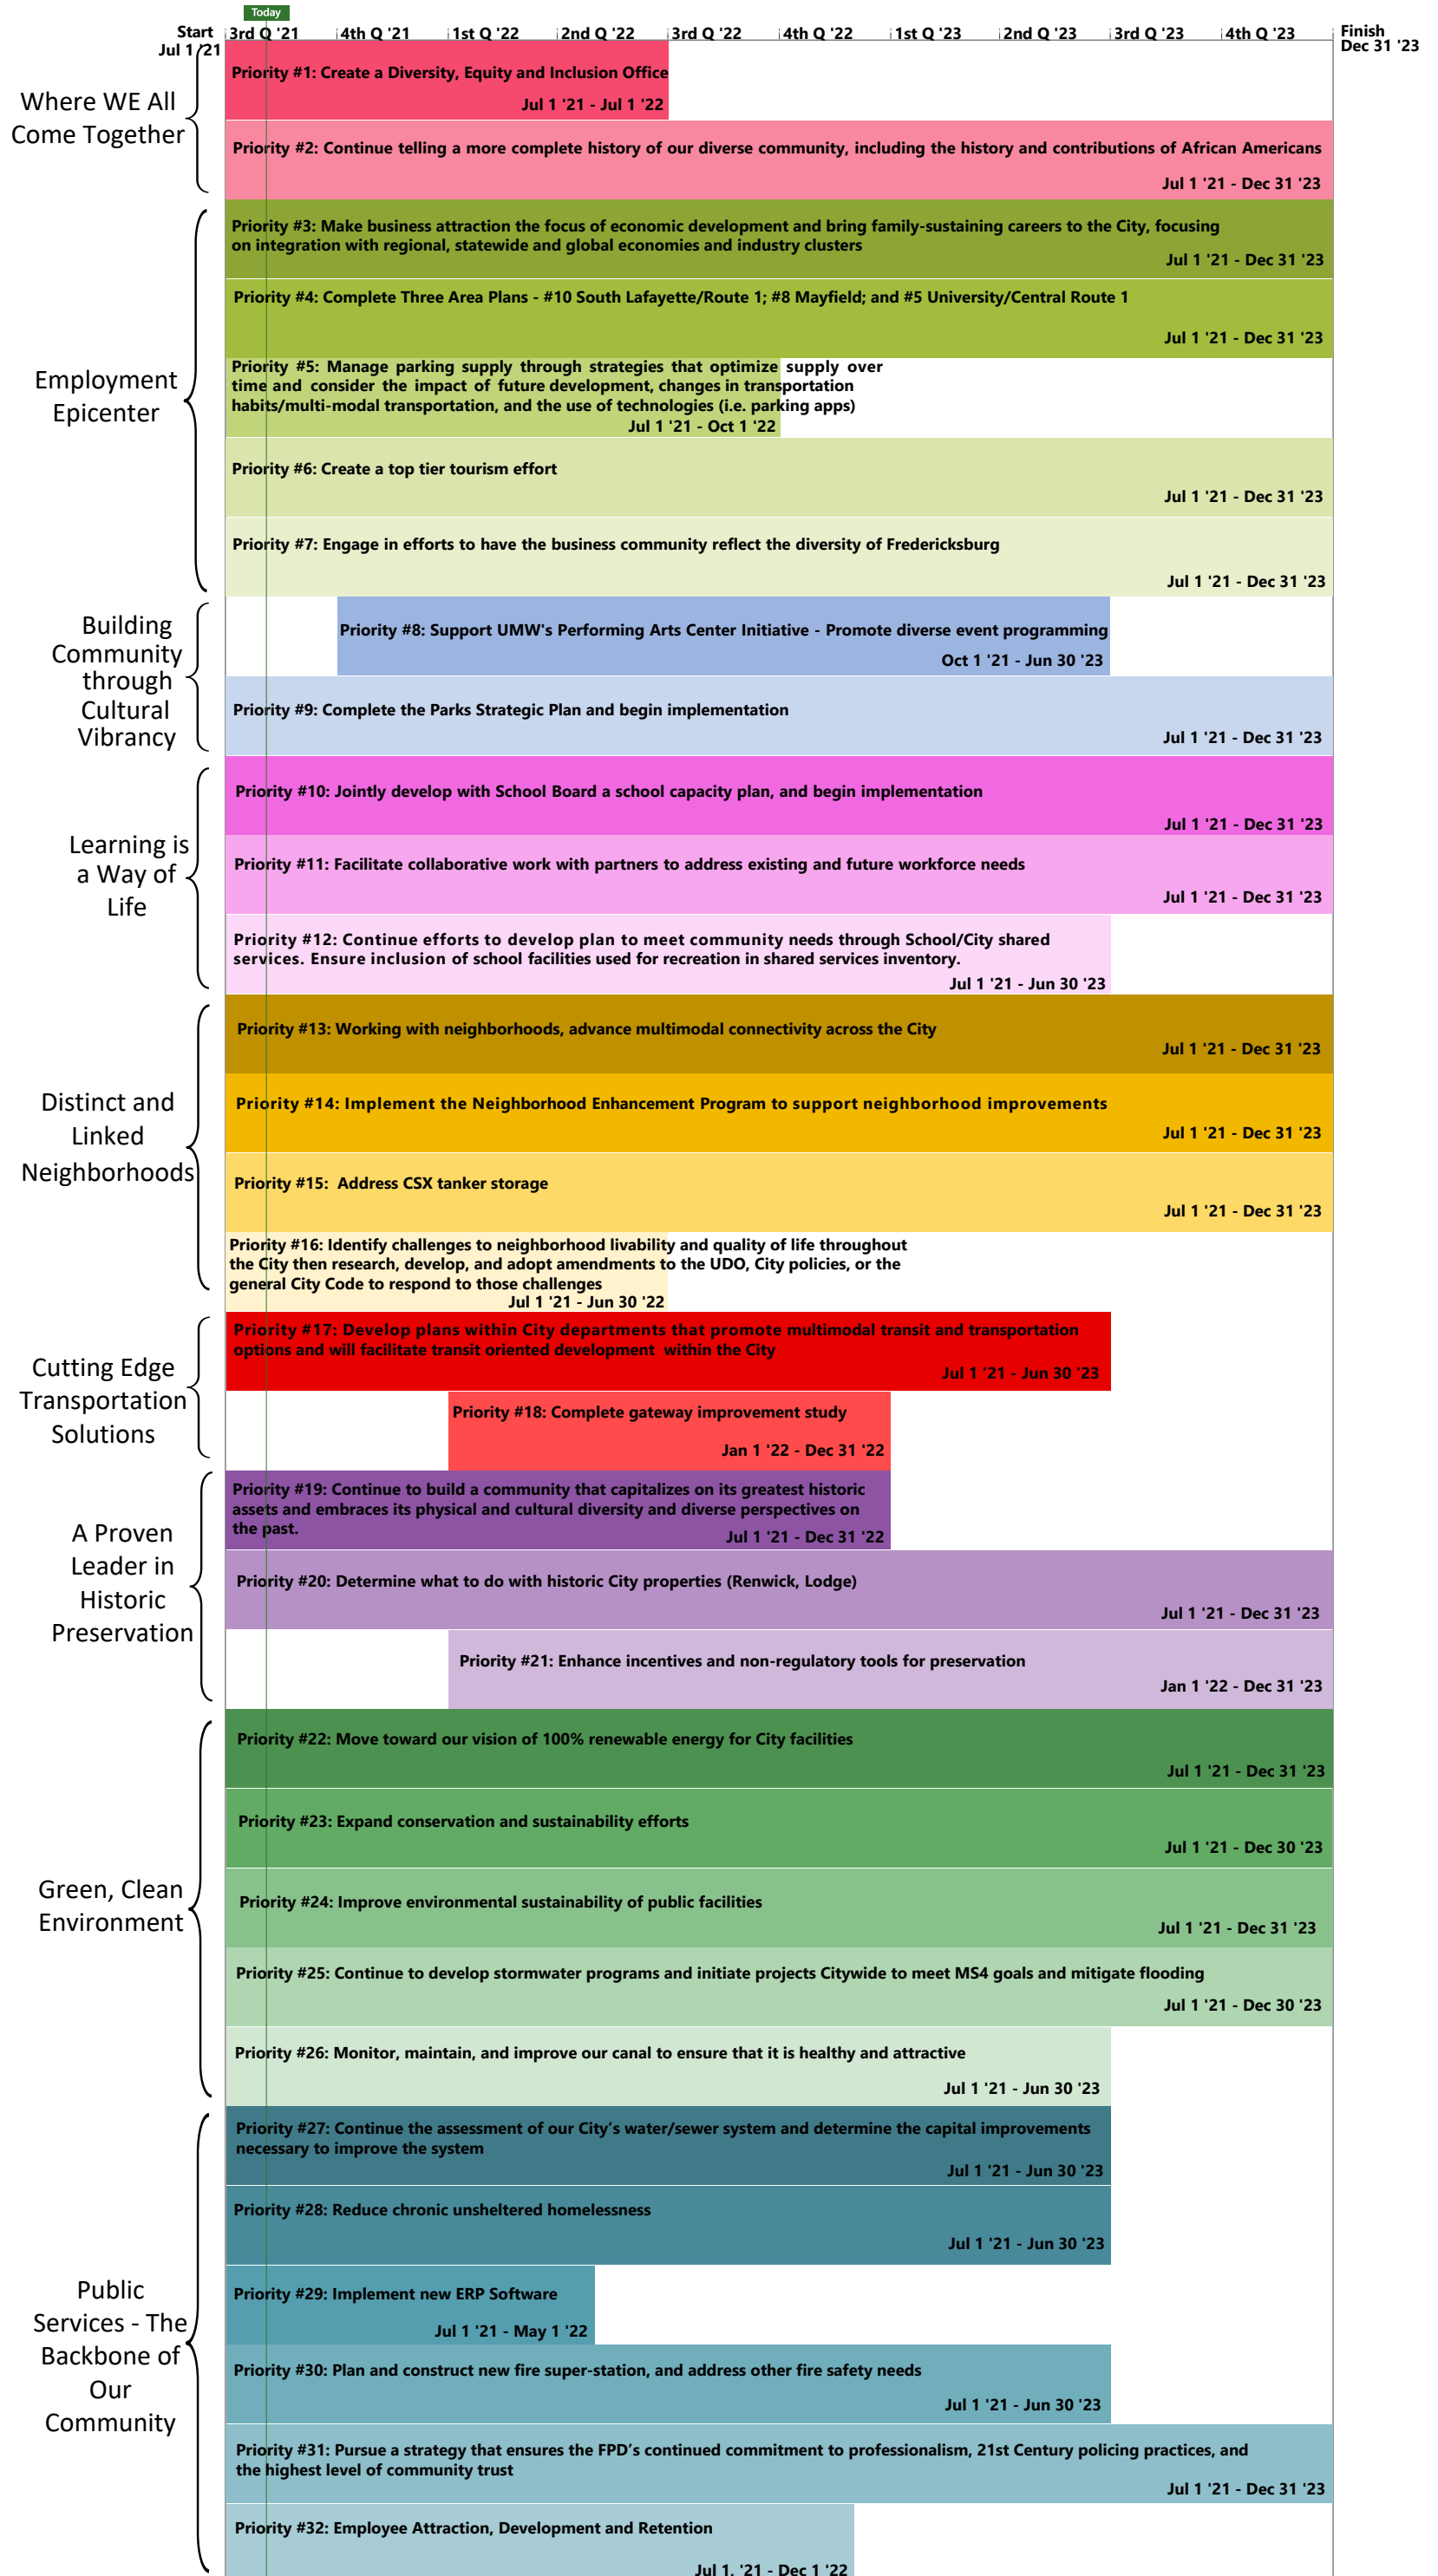 Today
Start
Jul 1 '21
3rd Q '21
4th Q '21
1st Q '22
2nd Q '22
3rd Q '22
4th Q '22
1st Q '23
2nd Q '23
3rd Q '23
4th Q '23
Finish
Dec 31 '23
Where WE All
Come Together
Priority #1: Create a Diversity, Equity and Inclusion Office
Jul 1 '21 - Jul 1 '22
Priority #2: Continue telling a more complete history of our diverse community, including the history and contributions of African Americans
Jul 1 '21 - Dec 31 '23
Employment
Epicenter
Priority #3: Make business attraction the focus of economic development and bring family-sustaining careers to the City, focusing
on integration with regional, statewide and global economies and industry clusters
Jul 1 '21 - Dec 31 '23
Priority #4: Complete Three Area Plans - #10 South Lafayette/Route 1; #8 Mayfield; and #5 University/Central Route 1
Jul 1 '21 - Dec 31 '23
Priority #5: Manage parking supply through strategies that optimize supply over
time and consider the impact of future development, changes in transportation
habits/multi-modal transportation, and the use of technologies (i.e. parking apps)
Jul 1 '21 - Oct 1 '22
Priority #6: Create a top tier tourism effort
Jul 1 '21 - Dec 31 '23
Priority #7: Engage in efforts to have the business community reflect the diversity of Fredericksburg
Jul 1 '21 - Dec 31 '23
Building
Community
through
Cultural
Vibrancy
Priority #8: Support UMW's Performing Arts Center Initiative - Promote diverse event programming
Oct 1 '21 - Jun 30 '23
Priority #9: Complete the Parks Strategic Plan and begin implementation
Jul 1 '21 - Dec 31 '23
Learning is
a Way of
Life
Priority #10: Jointly develop with School Board a school capacity plan, and begin implementation
Jul 1 '21 - Dec 31 '23
Priority #11: Facilitate collaborative work with partners to address existing and future workforce needs
Jul 1 '21 - Dec 31 '23
Priority #12: Continue efforts to develop plan to meet community needs through School/City shared
services. Ensure inclusion of school facilities used for recreation in shared services inventory.
Jul 1 '21 - Jun 30 '23
Distinct and
Linked
Neighborhoods
Priority #13: Working with neighborhoods, advance multimodal connectivity across the City
Jul 1 '21 - Dec 31 '23
Priority #14: Implement the Neighborhood Enhancement Program to support neighborhood improvements
Jul 1 '21 - Dec 31 '23
Priority #15: Address CSX tanker storage
Jul 1 '21 - Dec 31 '23
Priority #16: Identify challenges to neighborhood livability and quality of life throughout
the City then research, develop, and adopt amendments to the UDO, City policies, or the
general City Code to respond to those challenges
Jul 1 '21 - Jun 30 '22
Cutting Edge
Transportation
Solutions
Priority #17: Develop plans within City departments that promote multimodal transit and transportation
options and will facilitate transit oriented development within the City
Jul 1 '21 - Jun 30 '23
Priority #18: Complete gateway improvement study
Jan 1 '22 - Dec 31 '22
A Proven
Leader in
Historic
Preservation
Priority #19: Continue to build a community that capitalizes on its greatest historic
assets and embraces its physical and cultural diversity and diverse perspectives on
the past.
Jul 1 '21 - Dec 31 '22
Priority #20: Determine what to do with historic City properties (Renwick, Lodge)
Jul 1 '21 - Dec 31 '23
Priority #21: Enhance incentives and non-regulatory tools for preservation
Jan 1 '22 - Dec 31 '23
Green, Clean
Environment
Priority #22: Move toward our vision of 100% renewable energy for City facilities
Jul 1 '21 - Dec 31 '23
Priority #23: Expand conservation and sustainability efforts
Jul 1 '21 - Dec 30 '23
Priority #24: Improve environmental sustainability of public facilities
Jul 1 '21 - Dec 31 '23
Priority #25: Continue to develop stormwater programs and initiate projects Citywide to meet MS4 goals and mitigate flooding
Jul 1 '21 - Dec 30 '23
Priority #26: Monitor, maintain, and improve our canal to ensure that it is healthy and attractive
Jul 1 '21 - Jun 30 '23
Public
Services - The
Backbone of
Our
Community
Priority #27: Continue the assessment of our City's water/sewer system and determine the capital improvements
necessary to improve the system
Jul 1 '21 - Jun 30 '23
Priority #28: Reduce chronic unsheltered homelessness
Jul 1 '21 - Jun 30 '23
Priority #29: Implement new ERP Software
Jul 1 '21 - May 1 '22
Priority #30: Plan and construct new fire super-station, and address other fire safety needs
Jul 1 '21 - Jun 30 '23
Priority #31: Pursue a strategy that ensures the FPD's continued commitment to professionalism, 21st Century policing practices, and
the highest level of community trust
Jul 1 '21 - Dec 31 '23
Priority #32: Employee Attraction, Development and Retention
Jul 1, '21 - Dec 1 '22